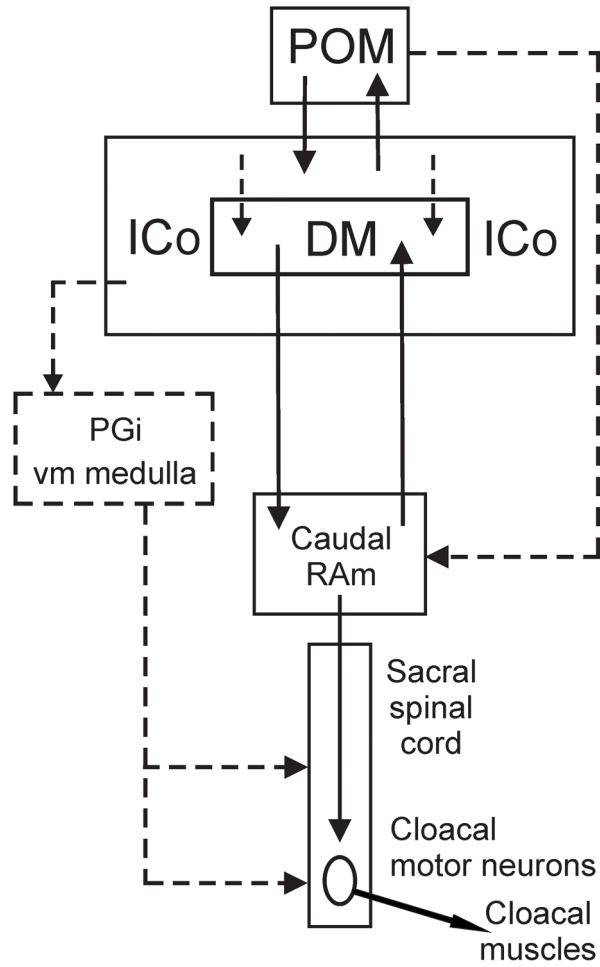 POM
ICo
DM
ICo
PGi
vm medulla
Caudal
RAm
Sacral
spinal
cord
Cloacal
motor neurons
Cloacal
muscles